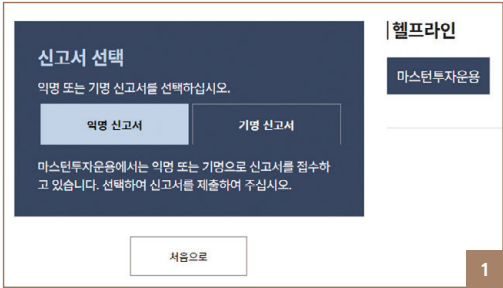 신고서 선택
익명 또는 기명 신고서를 선택하십시오.
익명 신고서
기명 신고서
마스턴투자운용에서는 익명 또는 기명으로 신고서를 접수하
고 있습니다. 선택하여 신고서를 제출하여 주십시오.
처음으로
헬프라인
마스턴투자운용
1